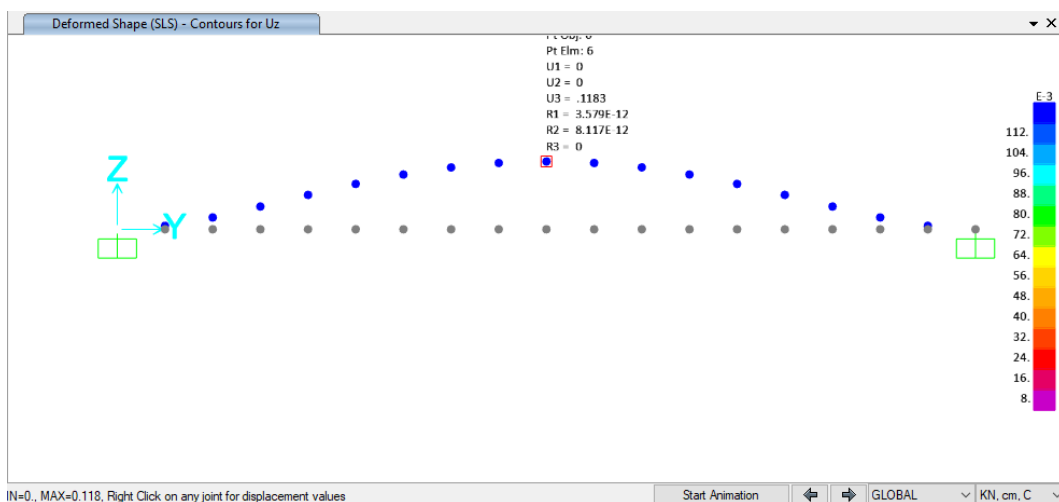 Deformed Shape (SLS) - Contours for Uz
Pt Obj: 6
Pt Elm: 6
U1 = 0
U2 = 0
U3 = .1183
R1 = 3.579E-12
R2 = 8.117E-12
R3 = 0
E-3
112.
104.
96.
88.
80.
72.
64.
56.
48.
40.
32.
24.
16.
8.
Z
Y
IN=0., MAX=0.118, Right Click on any joint for displacement values
Start Animation
GLOBAL
KN, cm, C